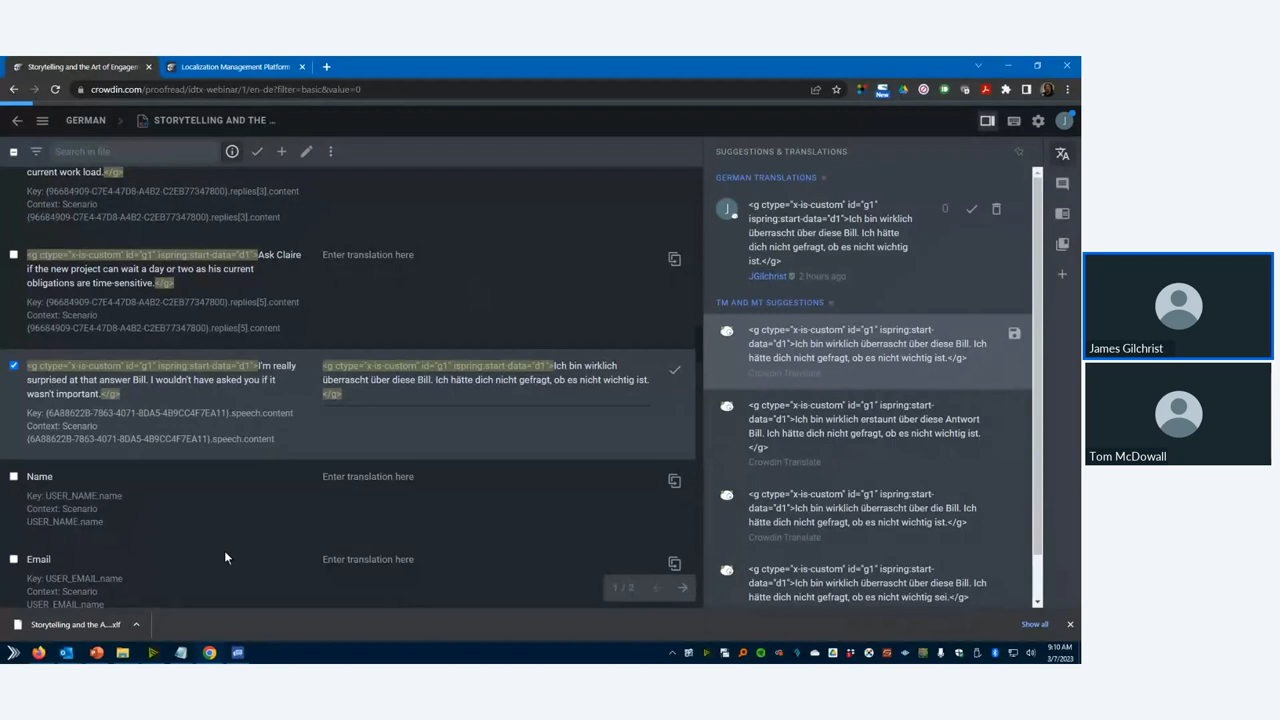 Storytelling and the Art of Engagen
Localization Management Platform
crowdin.com/proofread/idtx-webinar/1/en-de?filter=basic&value=0
New
GERMAN
STORYTELLING AND THE ...
J
Search in file
current work load.</g>
Key: {96684909-C7E4-47D8-A4B2-C2EB77347800}.replies[3].content
Context: Scenario
{96684909-C7E4-47D8-A4B2-C2EB77347800}.replies[3].content
<g ctype="x-is-custom" id="g1" ispring:start-data="d1">Ask Claire
if the new project can wait a day or two as his current
obligations are time-sensitive.</g>
Enter translation here
Key: {96684909-C7E4-47D8-A4B2-C2EB77347800}.replies[5].content
Context: Scenario
{96684909-C7E4-47D8-A4B2-C2EB77347800}.replies[5].content
<g ctype="x-is-custom" id="g1" ispring:start-data="d1">I'm really
surprised at that answer Bill. I wouldn't have asked you if it
wasn't important.</g>
<g ctype="x-is-custom" id="g1" ispring:start-data="d1">Ich bin wirklich
überrascht über diese Bill. Ich hätte dich nicht gefragt, ob es nicht wichtig ist.
</g>
Key: {6A88622B-7863-4071-8DA5-4B9CC4F7EA11}.speech.content
Context: Scenario
{6A88622B-7863-4071-8DA5-4B9CC4F7EA11}.speech.content
Name
Enter translation here
Key: USER_NAME.name
Context: Scenario
USER_NAME.name
Email
Enter translation here
Key: USER_EMAIL.name
Context: Scenario
USER_EMAIL.name
1 / 2
SUGGESTIONS & TRANSLATIONS
GERMAN TRANSLATIONS
J
<g ctype="x-is-custom" id="g1"
ispring:start-data="d1">Ich bin wirklich
überrascht über diese Bill. Ich hätte
dich nicht gefragt, ob es nicht wichtig
ist.</g>
0
JGilchrist 2 hours ago
TM AND MT SUGGESTIONS
<g ctype="x-is-custom" id="g1" ispring:start-
data="d1">Ich bin wirklich überrascht über diese Bill. Ich
hätte dich nicht gefragt, ob es nicht wichtig ist.</g>
Crowdin Translate
<g ctype="x-is-custom" id="g1" ispring:start-
data="d1">Ich bin wirklich erstaunt über diese Antwort
Bill. Ich hätte dich nicht gefragt, ob es nicht wichtig ist.
</g>
Crowdin Translate
<g ctype="x-is-custom" id="g1" ispring:start-
data="d1">Ich bin wirklich überrascht über die Bill. Ich
hätte dich nicht gefragt, ob es nicht wichtig ist.</g>
Crowdin Translate
<g ctype="x-is-custom" id="g1" ispring:start-
data="d1">Ich bin wirklich überrascht über diese Bill. Ich
hätte dich nicht gefragt, ob es nicht wichtig sei.</g>
Storytelling and the A....xlf
Show all
9:10 AM
3/7/2023
James Gilchrist
Tom McDowall